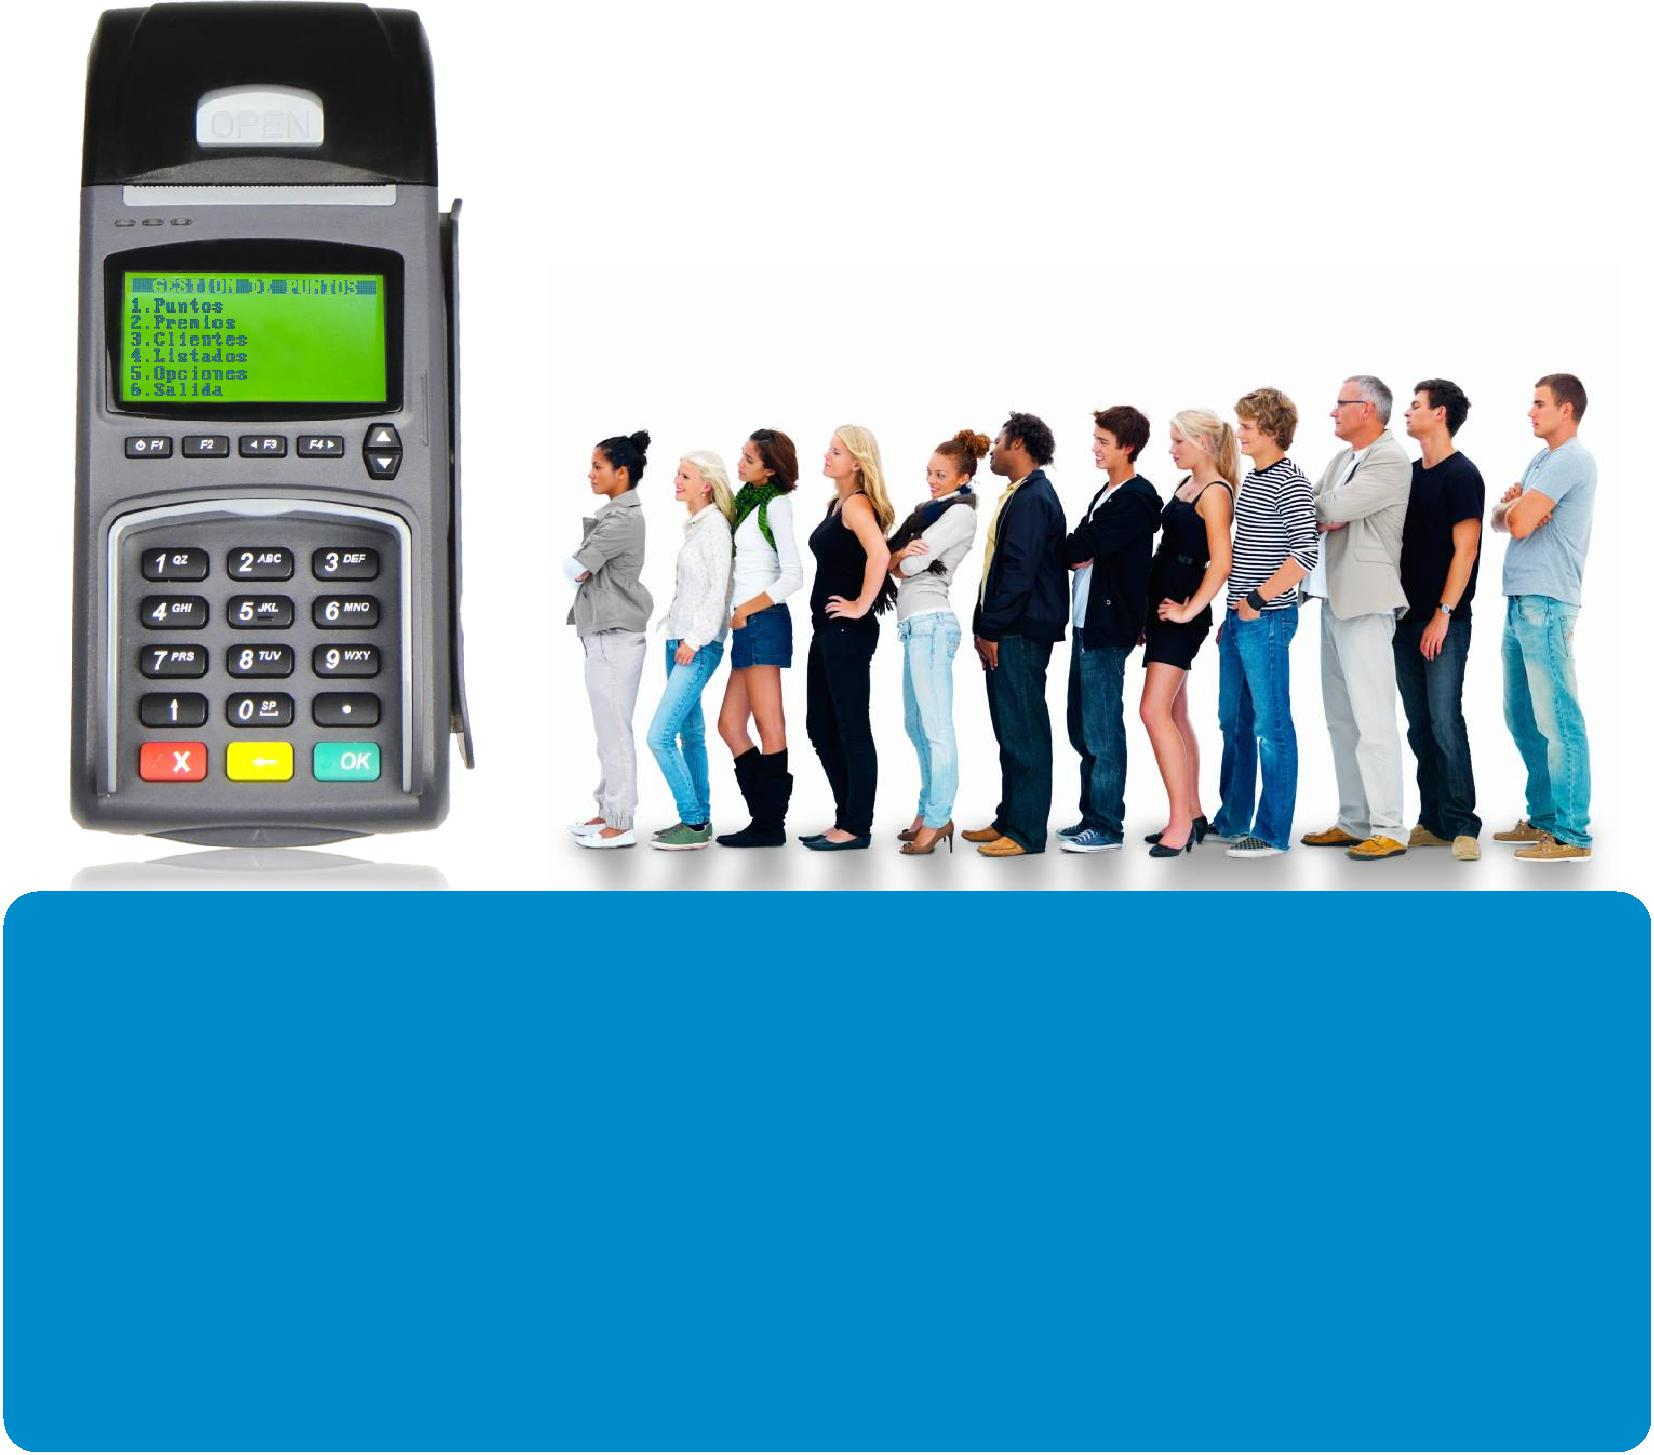 OPEN
GESTION DE PUNTOS
1.Puntos
2.Premios
3.Clientes
4.Listados
5.Opciones
6.Salida
F1 F2 F3 F4
1 QZ 2 ABC 3 DEF
4 GHI 5 JKL 6 MNO
7 PRS 8 TUV 9 WXY
0 SP .
X OK